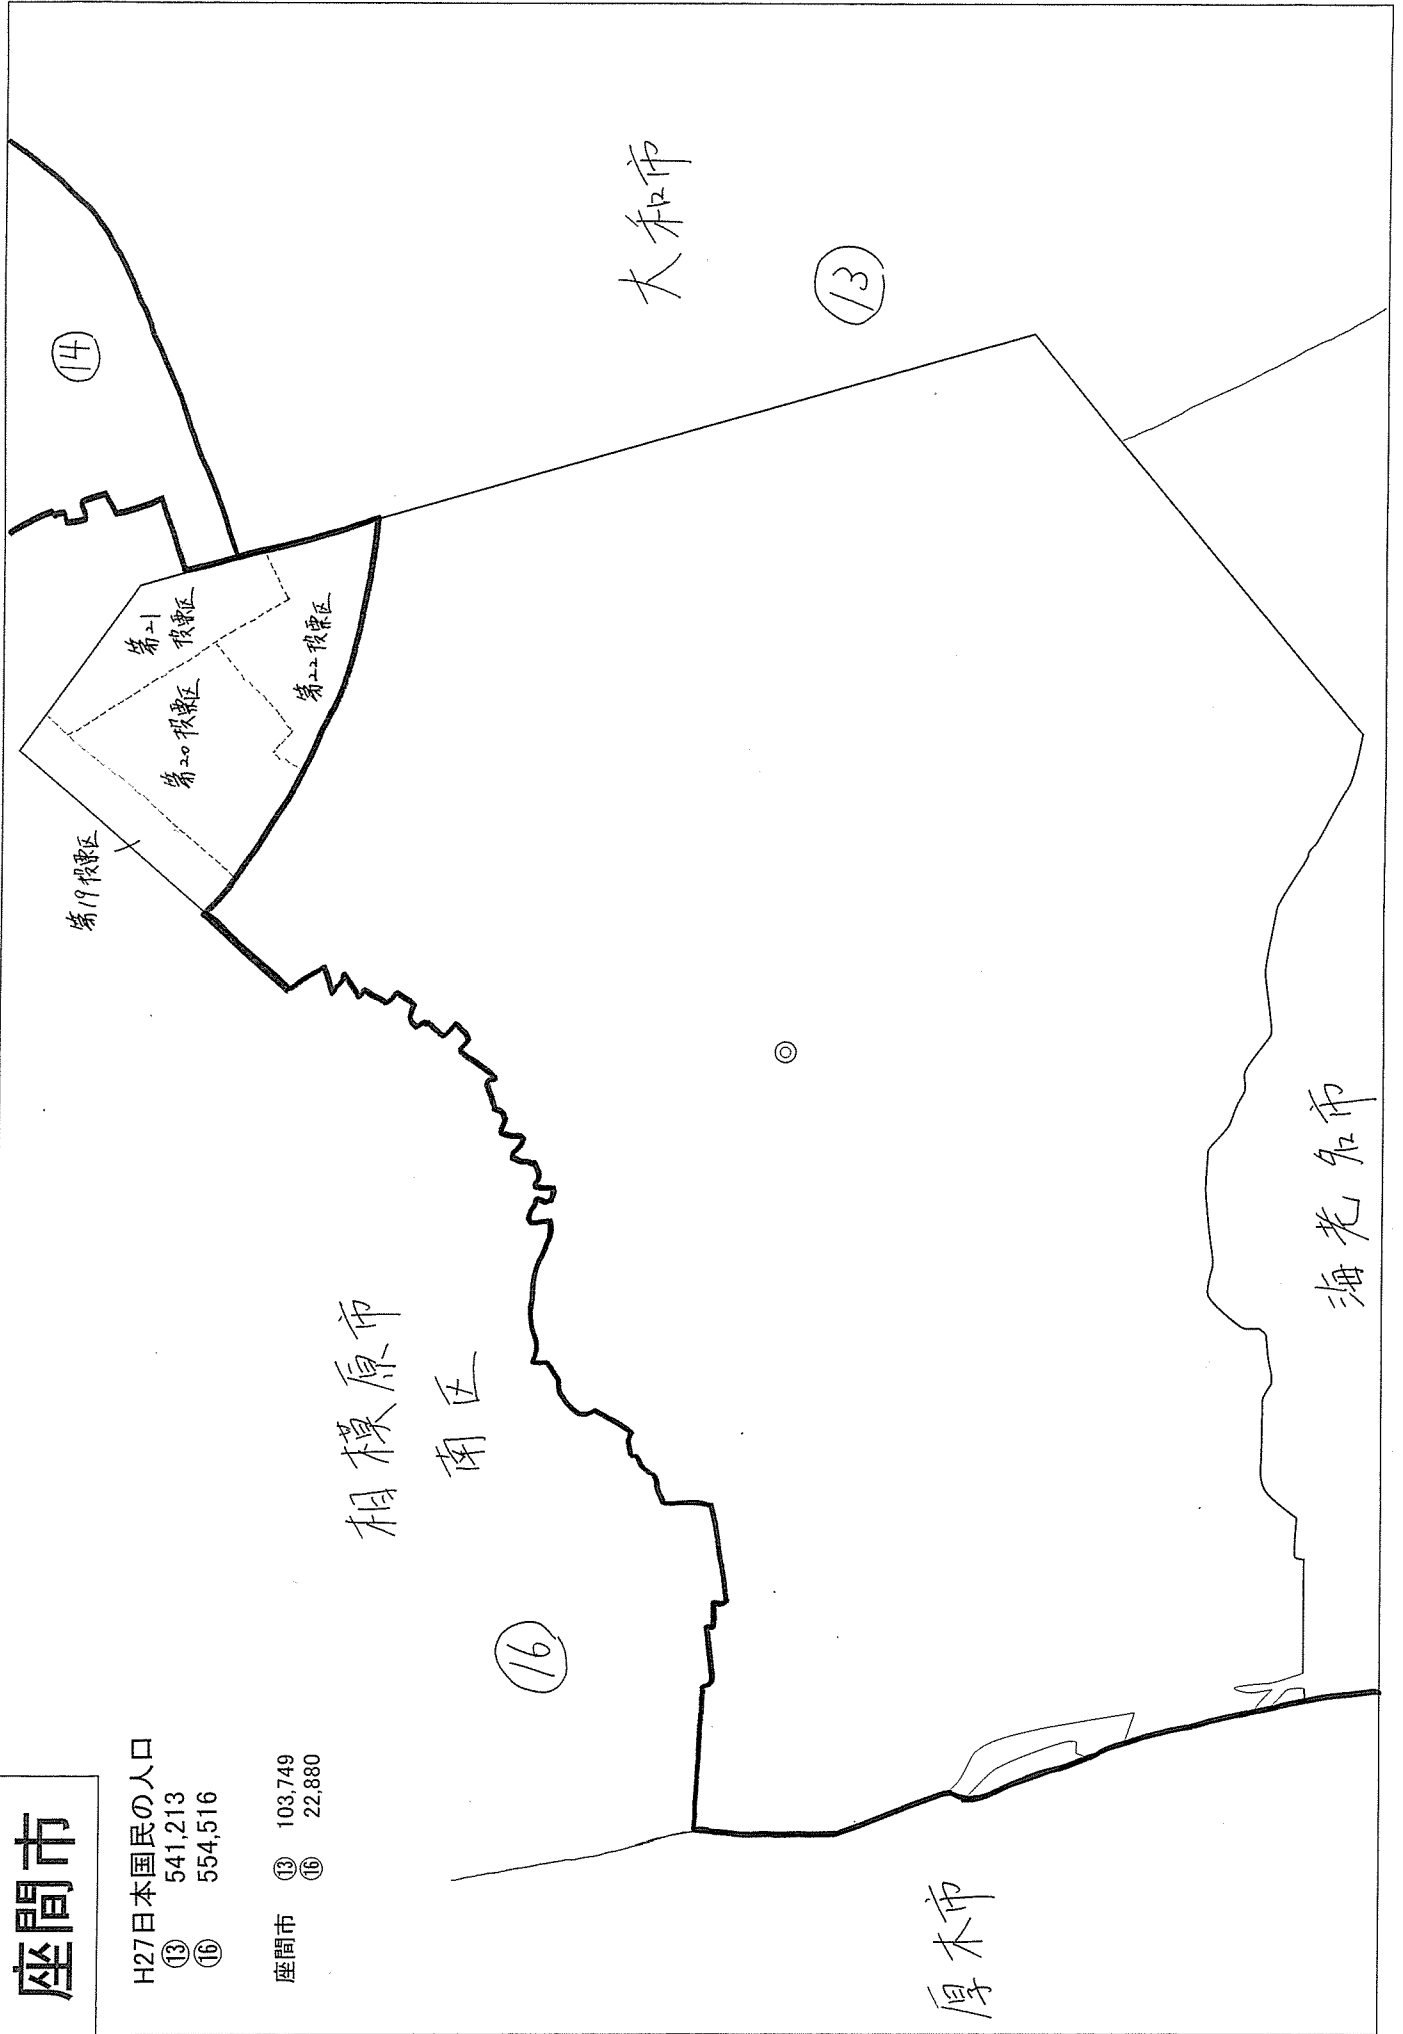 座間市
H27日本国民の人口
⑬ 541,213
⑯ 554,516
座間市 ⑬ 103,749
⑯ 22,880
⑭
大和市
⑬
第21
投票区
第20投票区
第22投票区
第19投票区
相模原市
南区
⑯
海老名市
厚木市